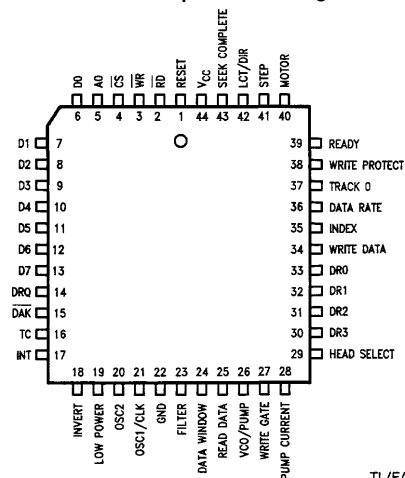 D0
A0
CS
WR
RD
RESET
VCC
SEEK COMPLETE
LCT/DIR
STEP
MOTOR
6 5 4 3 2 1 44 43 42 41 40
D1 7
D2 8
D3 9
D4 10
D5 11
D6 12
D7 13
DRQ 14
DAK 15
TC 16
INT 17
39 READY
38 WRITE PROTECT
37 TRACK 0
36 DATA RATE
35 INDEX
34 WRITE DATA
33 DR0
32 DR1
31 DR2
30 DR3
29 HEAD SELECT
18 19 20 21 22 23 24 25 26 27 28
INVERT
LOW POWER
OSC2
OSC1/CLK
GND
FILTER
DATA WINDOW
READ DATA
VCO/PUMP
WRITE GATE
PUMP CURRENT